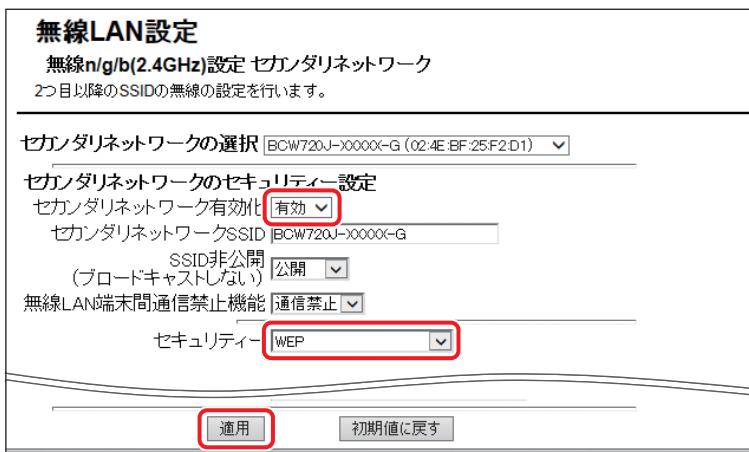 無線LAN設定
無線n/g/b(2.4GHz)設定 セカンダリネットワーク
2つ目以降のSSIDの無線の設定を行います。
セカンダリネットワークの選択 BCW720J-XXXXX-G (02:4E:BF:25:F2:D1)
セカンダリネットワークのセキュリティー設定
セカンダリネットワーク有効化 有効
セカンダリネットワークSSID BCW720J-XXXXX-G
SSID非公開
(ブロードキャストしない) 公開
無線LAN端末間通信禁止機能 通信禁止
セキュリティー WEP
適用 初期値に戻す